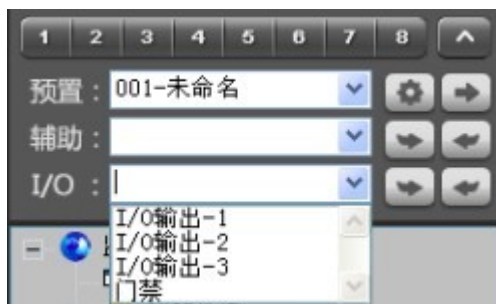 1 2 3 4 5 6 7 8
预置： 001-未命名
辅助：
I/O ：
I/O输出-1
I/O输出-2
I/O输出-3
门禁